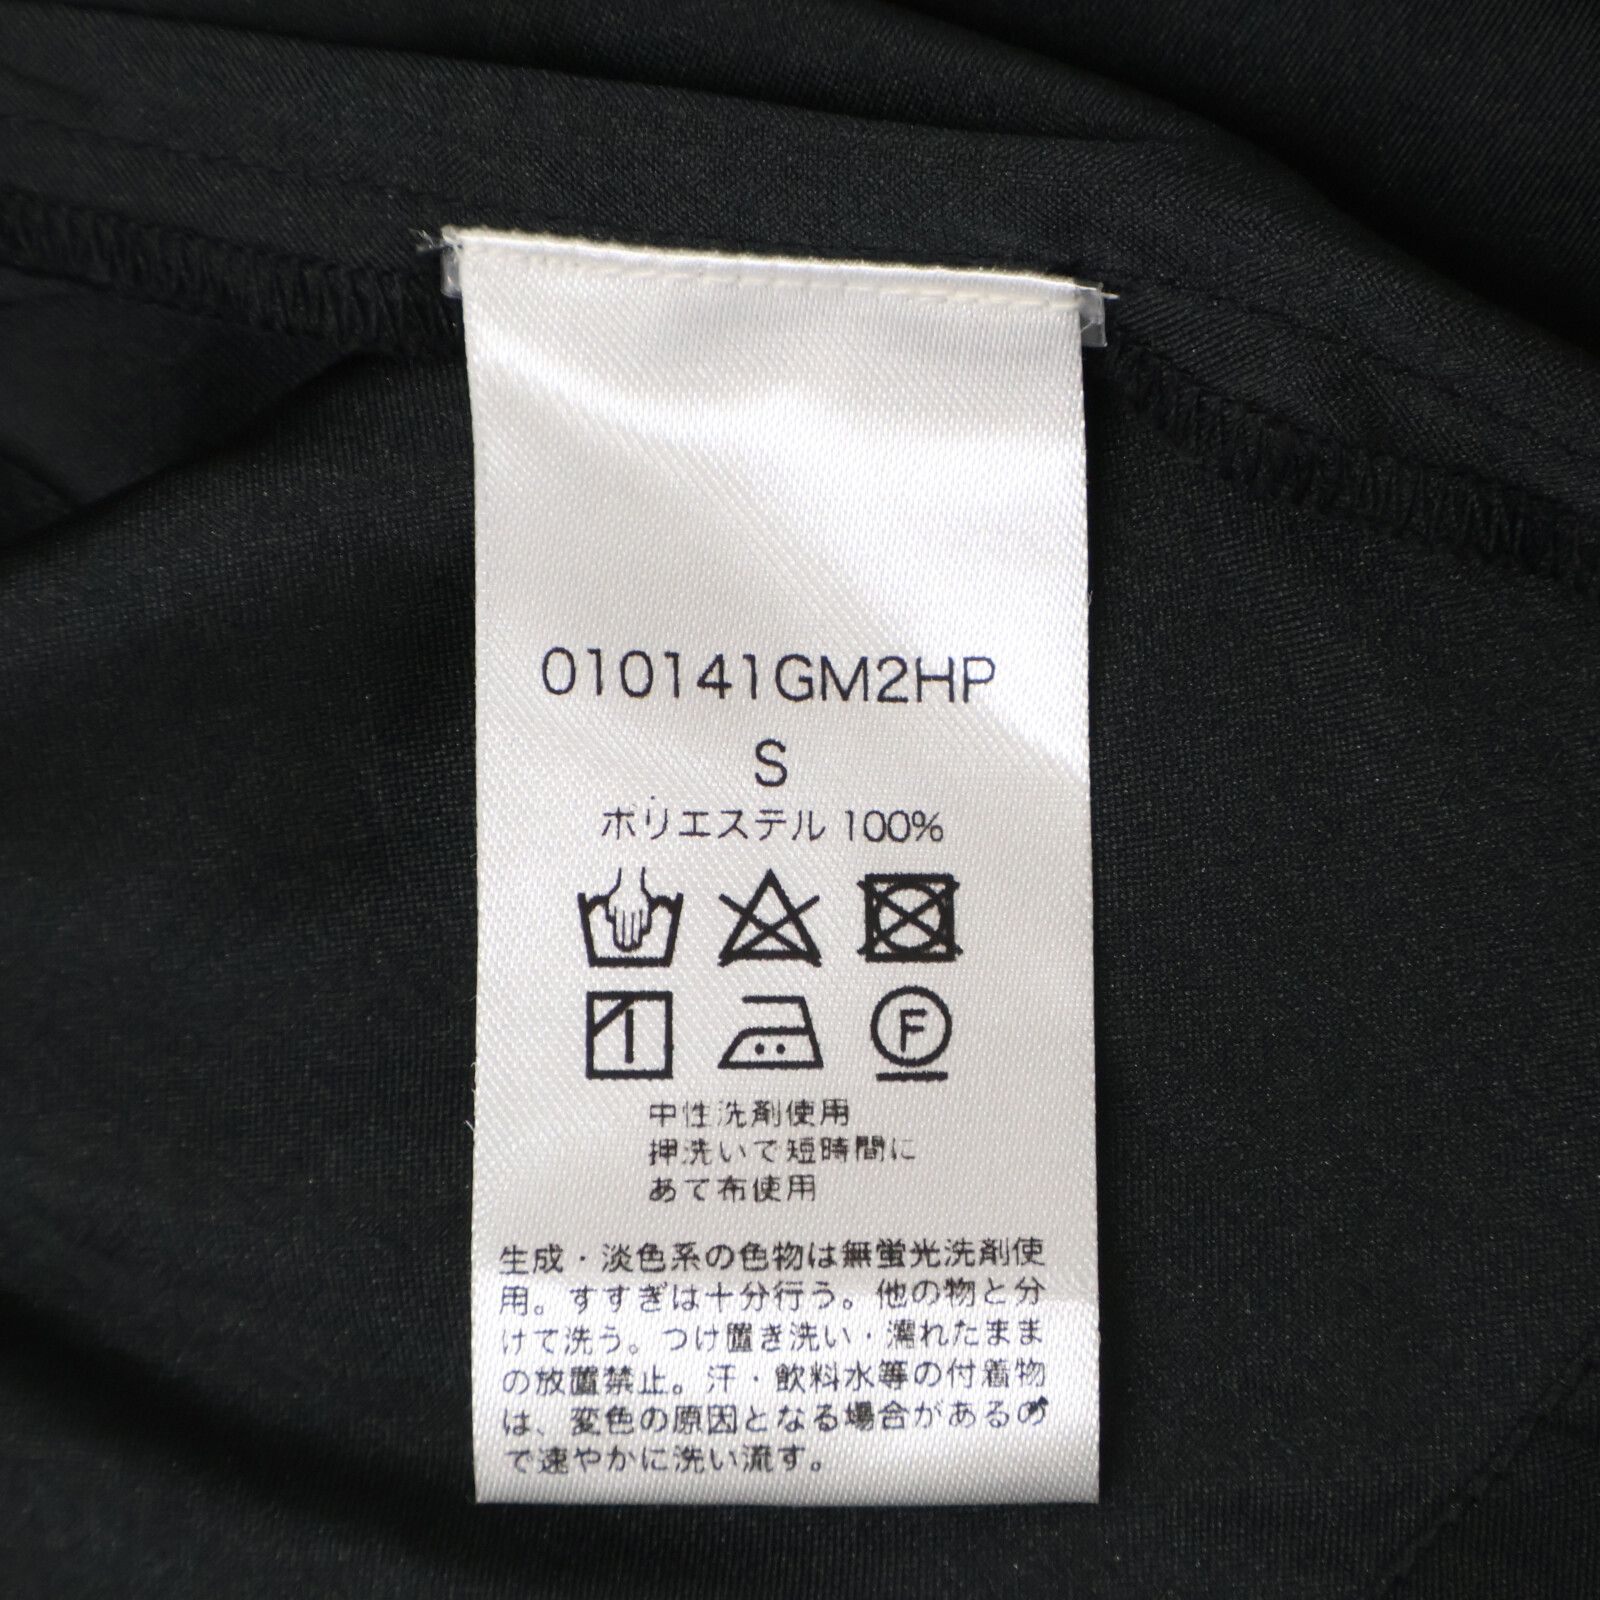 010141GM2HP
S
ポリエステル 100%
F
中性洗剤使用
押洗いで短時間に
あて布使用
生成・淡色系の色物は無蛍光洗剤使
用。すすぎは十分行う。他の物と分
けて洗う。つけ置き洗い・濡れたまま
の放置禁止。汗・飲料水等の付着物
は、変色の原因となる場合があるの
で速やかに洗い流す。